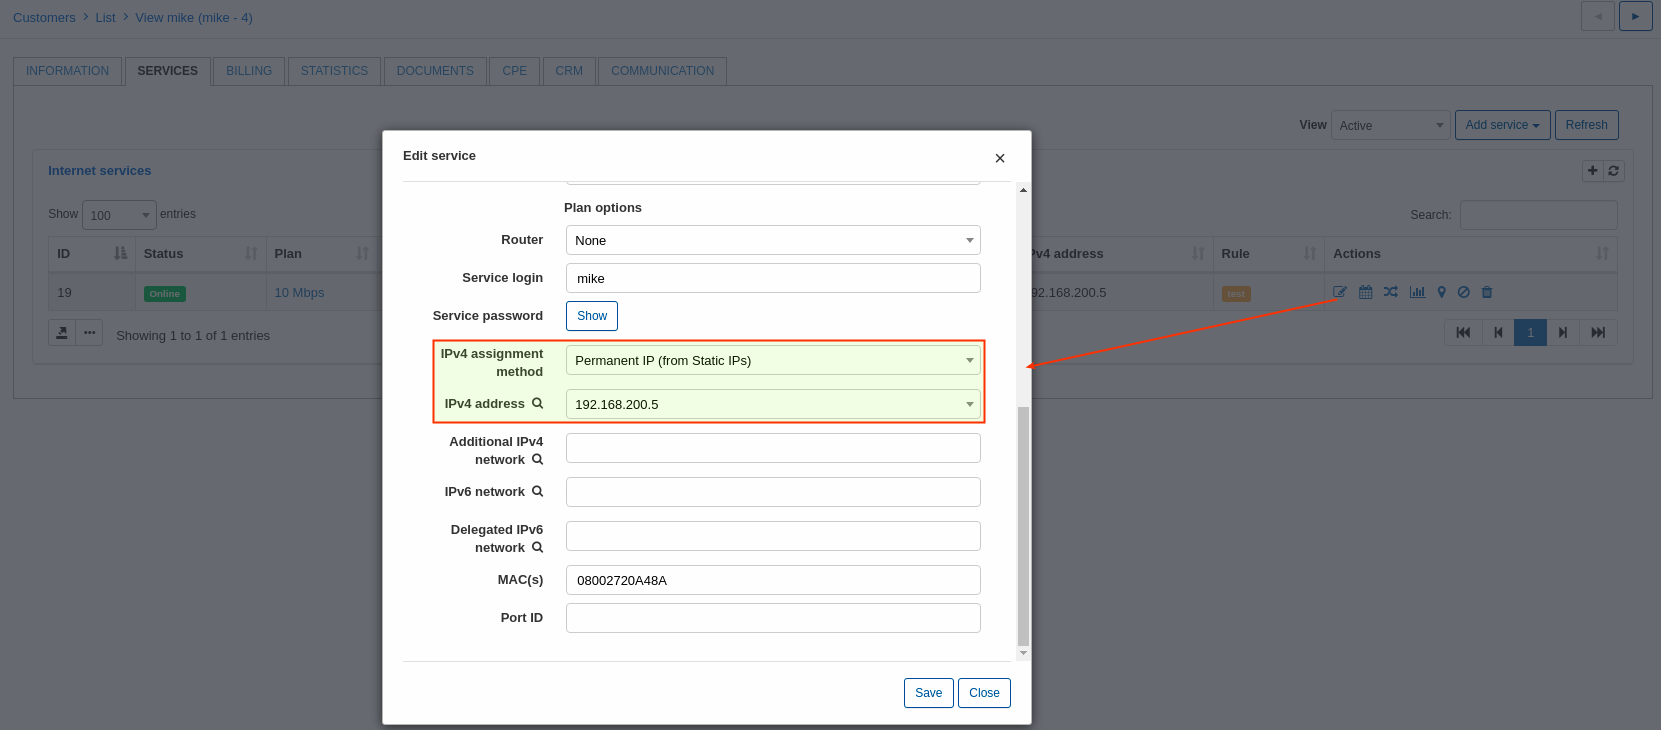 Customers > List > View mike (mike - 4)
INFORMATION SERVICES BILLING STATISTICS DOCUMENTS CPE CRM COMMUNICATION
View Active Add service Refresh
Internet services
Show 100 entries
Search:
ID Status Plan Pv4 address Rule Actions
19 Online 10 Mbps 92.168.200.5 test
Showing 1 to 1 of 1 entries
1
Edit service ×
Plan options
Router None
Service login mike
Service password Show
IPv4 assignment
method Permanent IP (from Static IPs)
IPv4 address 192.168.200.5
Additional IPv4
network
IPv6 network
Delegated IPv6
network
MAC(s) 08002720A48A
Port ID
Save Close